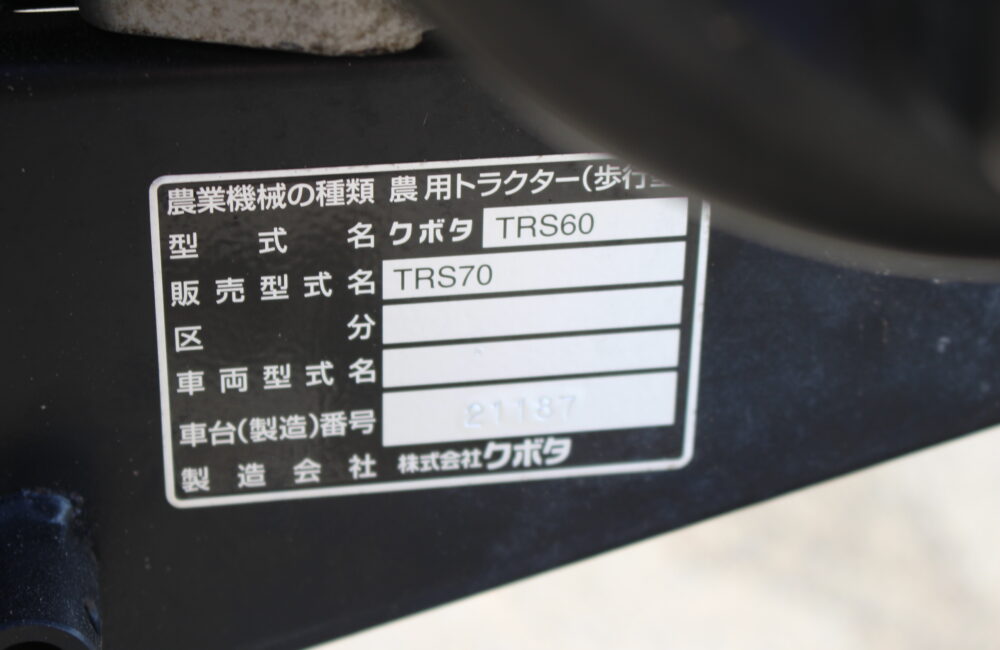 農業機械の種類 農用トラクター(歩行型
型式名 クボタ TRS60
販売型式名 TRS70
区分
車両型式名
車台(製造)番号 21187
製造会社 株式会社クボタ